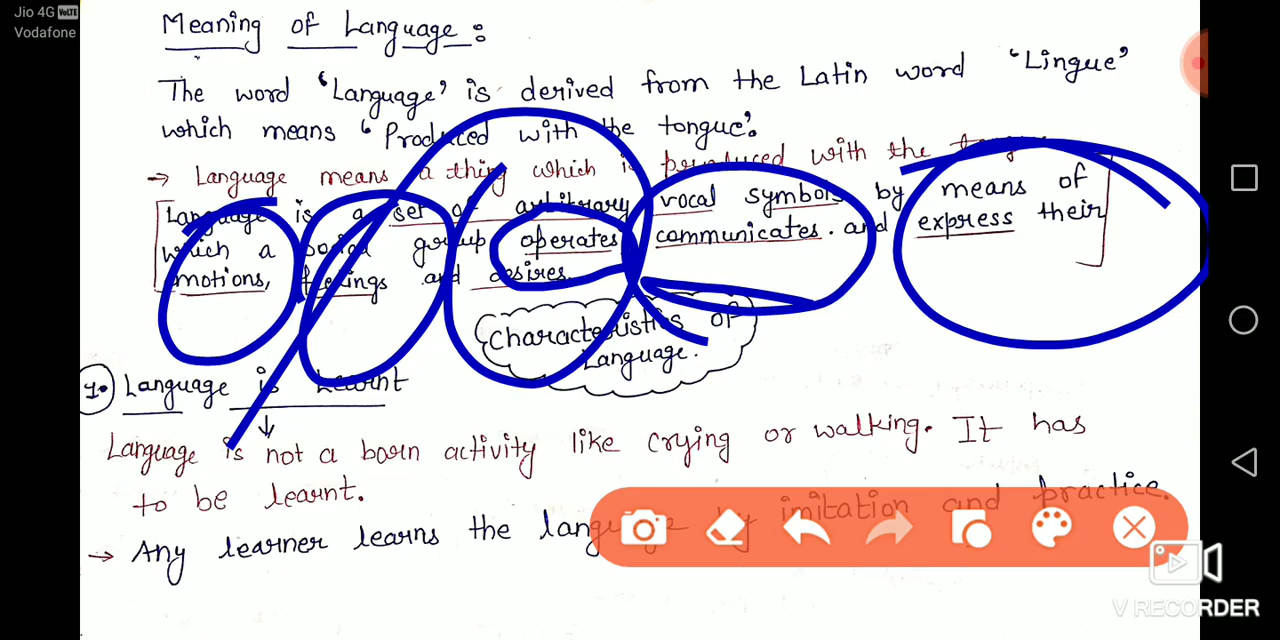 Jio 4G VoLTE
Vodafone
Meaning of Language :
The word 'Language' is derived from the Latin word 'Lingue'
which means 'Produced with the tongue'.
→ Language means a thing which is produced with the tongue
[Language is a set of arbitrary vocal symbols by means of
which a social group operates communicates. and express their]
emotions, feelings and desires.
Characteristics of
Language.
1. Language is Learnt
Language is not a born activity like crying or walking. It has
to be learnt.
→ Any learner learns the language by imitation and practice.
V RECORDER